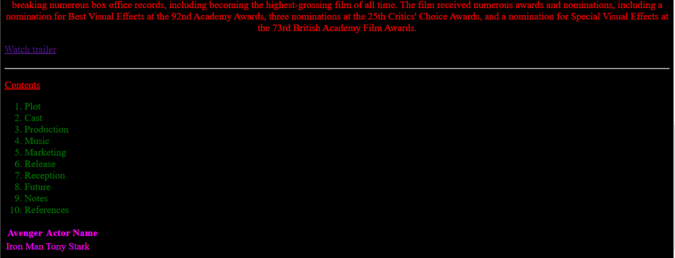 breaking numerous box office records, including becoming the highest-grossing film of all time. The film received numerous awards and nominations, including a
nomination for Best Visual Effects at the 92nd Academy Awards, three nominations at the 25th Critics' Choice Awards, and a nomination for Special Visual Effects at
the 73rd British Academy Film Awards.
Watch trailer
Contents
1. Plot
2. Cast
3. Production
4. Music
5. Marketing
6. Release
7. Reception
8. Future
9. Notes
10. References
Avenger Actor Name
Iron Man Tony Stark